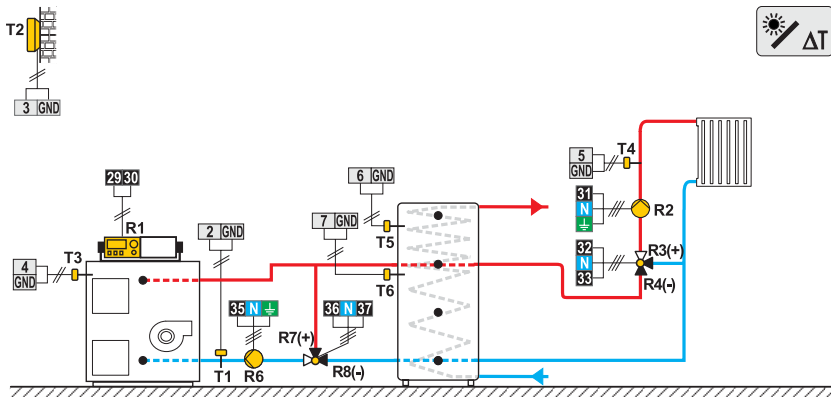 T2
3 GND
ΔT
29 30
R1
T3
4
GND
2 GND
6 GND
7 GND
T5
T6
35 N
36 N 37
R7(+)
R8(-)
T1
R6
5
GND
T4
31
N
R2
32
N
33
R3(+)
R4(-)